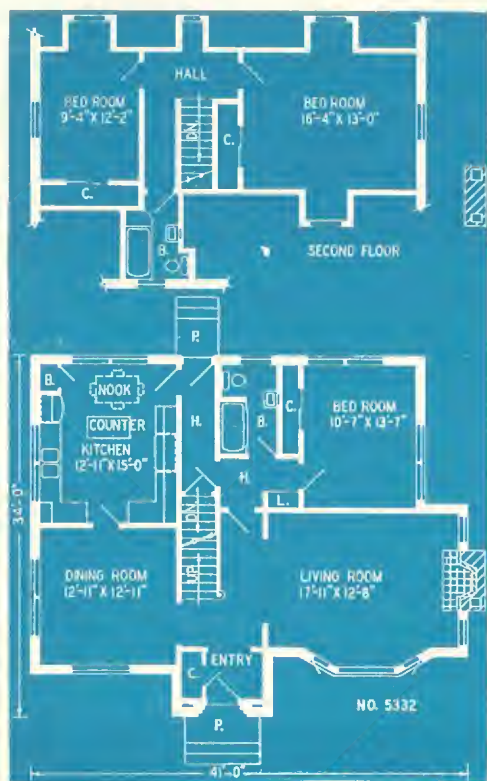 HALL
BED ROOM
9'-4" X 12'-2"
BED ROOM
16'-4" X 13'-0"
DN.
C.
C.
B.
SECOND FLOOR
P.
B.
NOOK
COUNTER
KITCHEN
12'-11" X 15'-0"
H.
B.
C.
BED ROOM
10'-7" X 13'-7"
H.
L.
34'-0"
DN.
UP
DINING ROOM
12'-11" X 12'-11"
LIVING ROOM
17'-11" X 12'-8"
C.
ENTRY
P.
NO. 5332
41'-0"